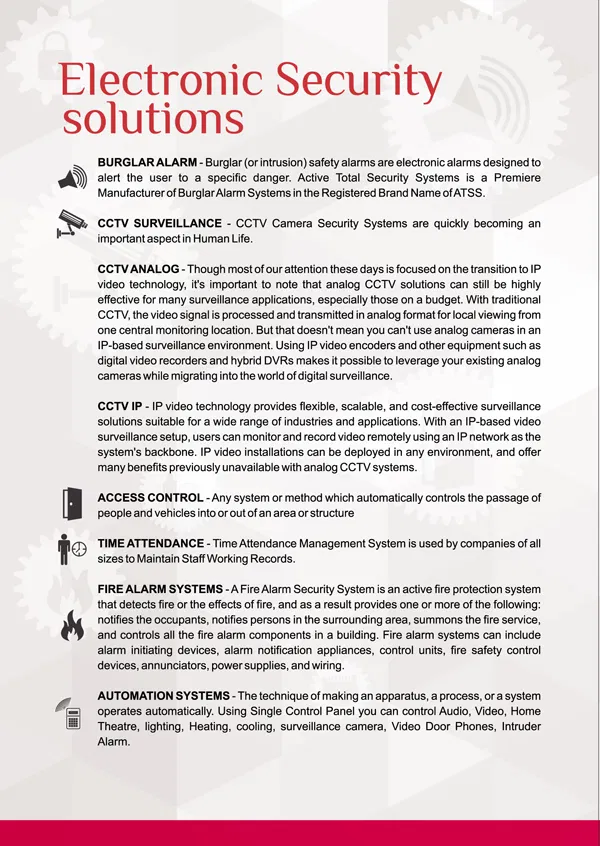 Electronic Security
solutions
BURGLAR ALARM - Burglar (or intrusion) safety alarms are electronic alarms designed to
alert the user to a specific danger. Active Total Security Systems is a Premiere
Manufacturer of Burglar Alarm Systems in the Registered Brand Name of ATSS.
CCTV SURVEILLANCE - CCTV Camera Security Systems are quickly becoming an
important aspect in Human Life.
CCTV ANALOG - Though most of our attention these days is focused on the transition to IP
video technology, it's important to note that analog CCTV solutions can still be highly
effective for many surveillance applications, especially those on a budget. With traditional
CCTV, the video signal is processed and transmitted in analog format for local viewing from
one central monitoring location. But that doesn't mean you can't use analog cameras in an
IP-based surveillance environment. Using IP video encoders and other equipment such as
digital video recorders and hybrid DVRs makes it possible to leverage your existing analog
cameras while migrating into the world of digital surveillance.
CCTV IP - IP video technology provides flexible, scalable, and cost-effective surveillance
solutions suitable for a wide range of industries and applications. With an IP-based video
surveillance setup, users can monitor and record video remotely using an IP network as the
system's backbone. IP video installations can be deployed in any environment, and offer
many benefits previously unavailable with analog CCTV systems.
ACCESS CONTROL - Any system or method which automatically controls the passage of
people and vehicles into or out of an area or structure
TIME ATTENDANCE - Time Attendance Management System is used by companies of all
sizes to Maintain Staff Working Records.
FIRE ALARM SYSTEMS - A Fire Alarm Security System is an active fire protection system
that detects fire or the effects of fire, and as a result provides one or more of the following:
notifies the occupants, notifies persons in the surrounding area, summons the fire service,
and controls all the fire alarm components in a building. Fire alarm systems can include
alarm initiating devices, alarm notification appliances, control units, fire safety control
devices, annunciators, power supplies, and wiring.
AUTOMATION SYSTEMS - The technique of making an apparatus, a process, or a system
operates automatically. Using Single Control Panel you can control Audio, Video, Home
Theatre, lighting, Heating, cooling, surveillance camera, Video Door Phones, Intruder
Alarm.